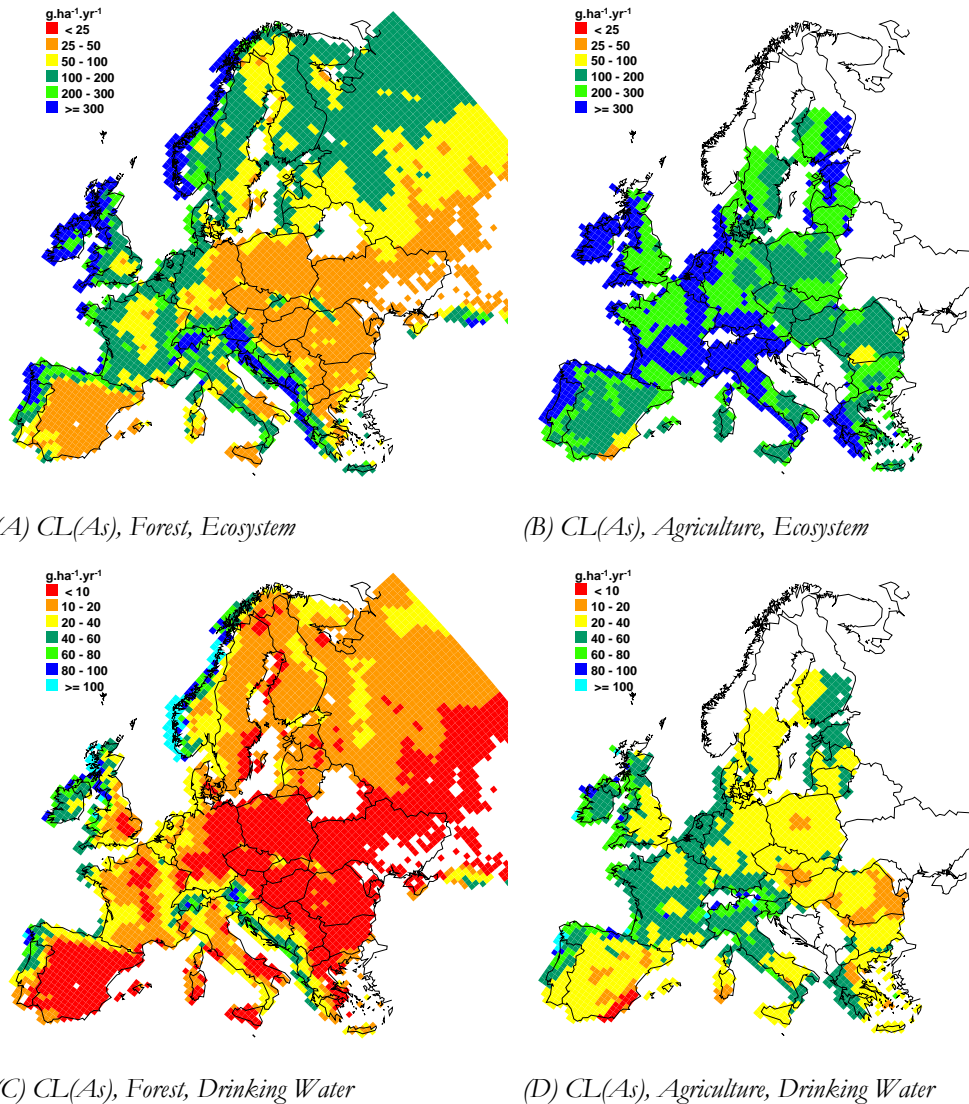 g.ha⁻¹.yr⁻¹
< 25
25 - 50
50 - 100
100 - 200
200 - 300
>= 300
g.ha⁻¹.yr⁻¹
< 25
25 - 50
50 - 100
100 - 200
200 - 300
>= 300
(A) CL(As), Forest, Ecosystem
(B) CL(As), Agriculture, Ecosystem
g.ha⁻¹.yr⁻¹
< 10
10 - 20
20 - 40
40 - 60
60 - 80
80 - 100
>= 100
g.ha⁻¹.yr⁻¹
< 10
10 - 20
20 - 40
40 - 60
60 - 80
80 - 100
>= 100
(C) CL(As), Forest, Drinking Water
(D) CL(As), Agriculture, Drinking Water